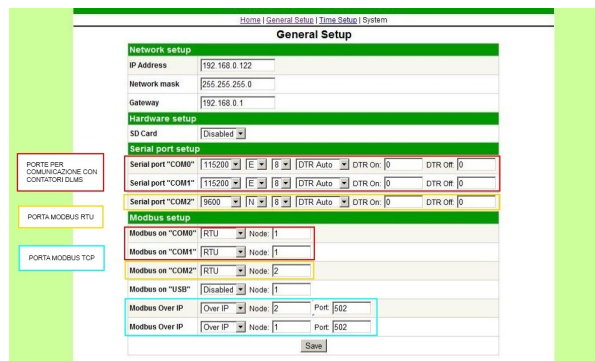 Home | General Setup | Time Setup | System
General Setup
Network setup
IP Address 192.168.0.122
Network mask 255.255.255.0
Gateway 192.168.0.1
Hardware setup
SD Card Disabled
Serial port setup
PORTE PER
COMUNICAZIONE CON
CONTATORI DLMS
Serial port "COM0" 115200 E 8 DTR Auto DTR On: 0 DTR Off: 0
Serial port "COM1" 115200 E 8 DTR Auto DTR On: 0 DTR Off: 0
PORTA MODBUS RTU
Serial port "COM2" 9600 N 8 DTR Auto DTR On: 0 DTR Off: 0
Modbus setup
Modbus on "COM0" RTU Node: 1
PORTA MODBUS TCP
Modbus on "COM1" RTU Node: 1
Modbus on "COM2" RTU Node: 2
Modbus on "USB" Disabled Node: 1
Modbus Over IP Over IP Node: 2 Port: 502
Modbus Over IP Over IP Node: 1 Port: 502
Save